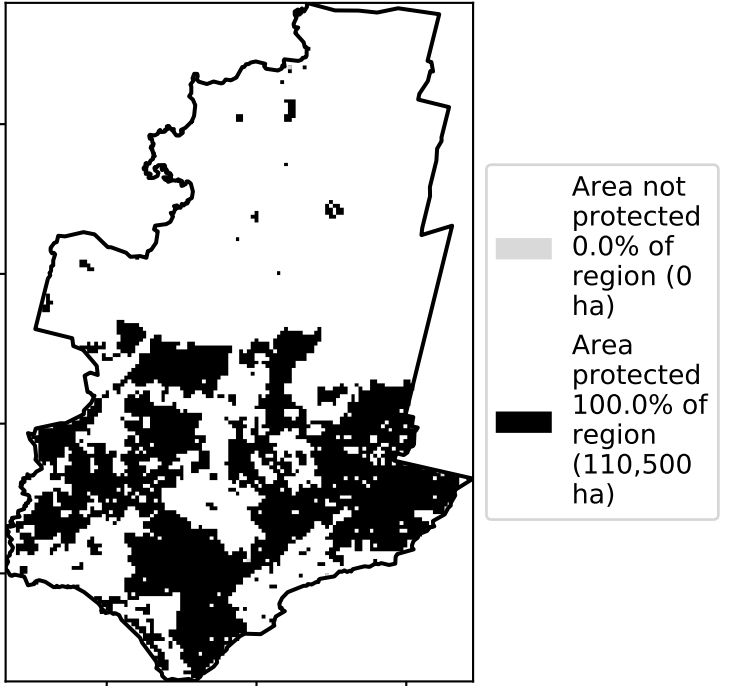 Area not
protected
0.0% of
region (0
ha)
Area
protected
100.0% of
region
(110,500
ha)